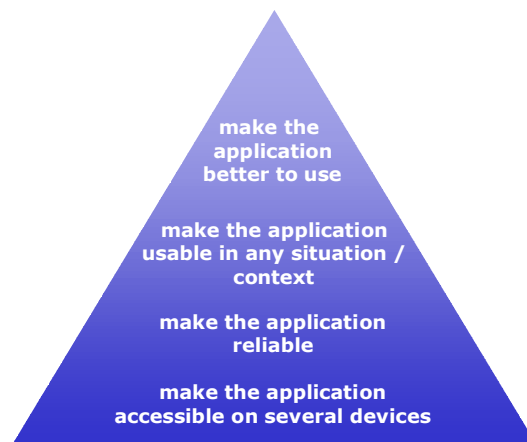 make the
application
better to use
make the application
usable in any situation /
context
make the application
reliable
make the application
accessible on several devices